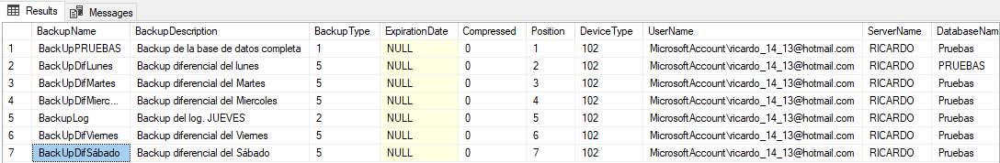 Results Messages
BackupName BackupDescription BackupType ExpirationDate Compressed Position DeviceType UserName ServerName DatabaseName
1 BackUpPRUEBAS Backup de la base de datos completa 1 NULL 0 1 102 MicrosoftAccount\ricardo_14_13@hotmail.com RICARDO Pruebas
2 BackUpDifLunes Backup diferencial del lunes 5 NULL 0 2 102 MicrosoftAccount\ricardo_14_13@hotmail.com RICARDO PRUEBAS
3 BackUpDifMartes Backup diferencial del Martes 5 NULL 0 3 102 MicrosoftAccount\ricardo_14_13@hotmail.com RICARDO Pruebas
4 BackUpDifMierc... Backup diferencial del Miercoles 5 NULL 0 4 102 MicrosoftAccount\ricardo_14_13@hotmail.com RICARDO Pruebas
5 BackupLog Backup del log. JUEVES 2 NULL 0 5 102 MicrosoftAccount\ricardo_14_13@hotmail.com RICARDO Pruebas
6 BackUpDifViernes Backup diferencial del Viernes 5 NULL 0 6 102 MicrosoftAccount\ricardo_14_13@hotmail.com RICARDO Pruebas
7 BackUpDifSábado Backup diferencial del Sábado 5 NULL 0 7 102 MicrosoftAccount\ricardo_14_13@hotmail.com RICARDO Pruebas